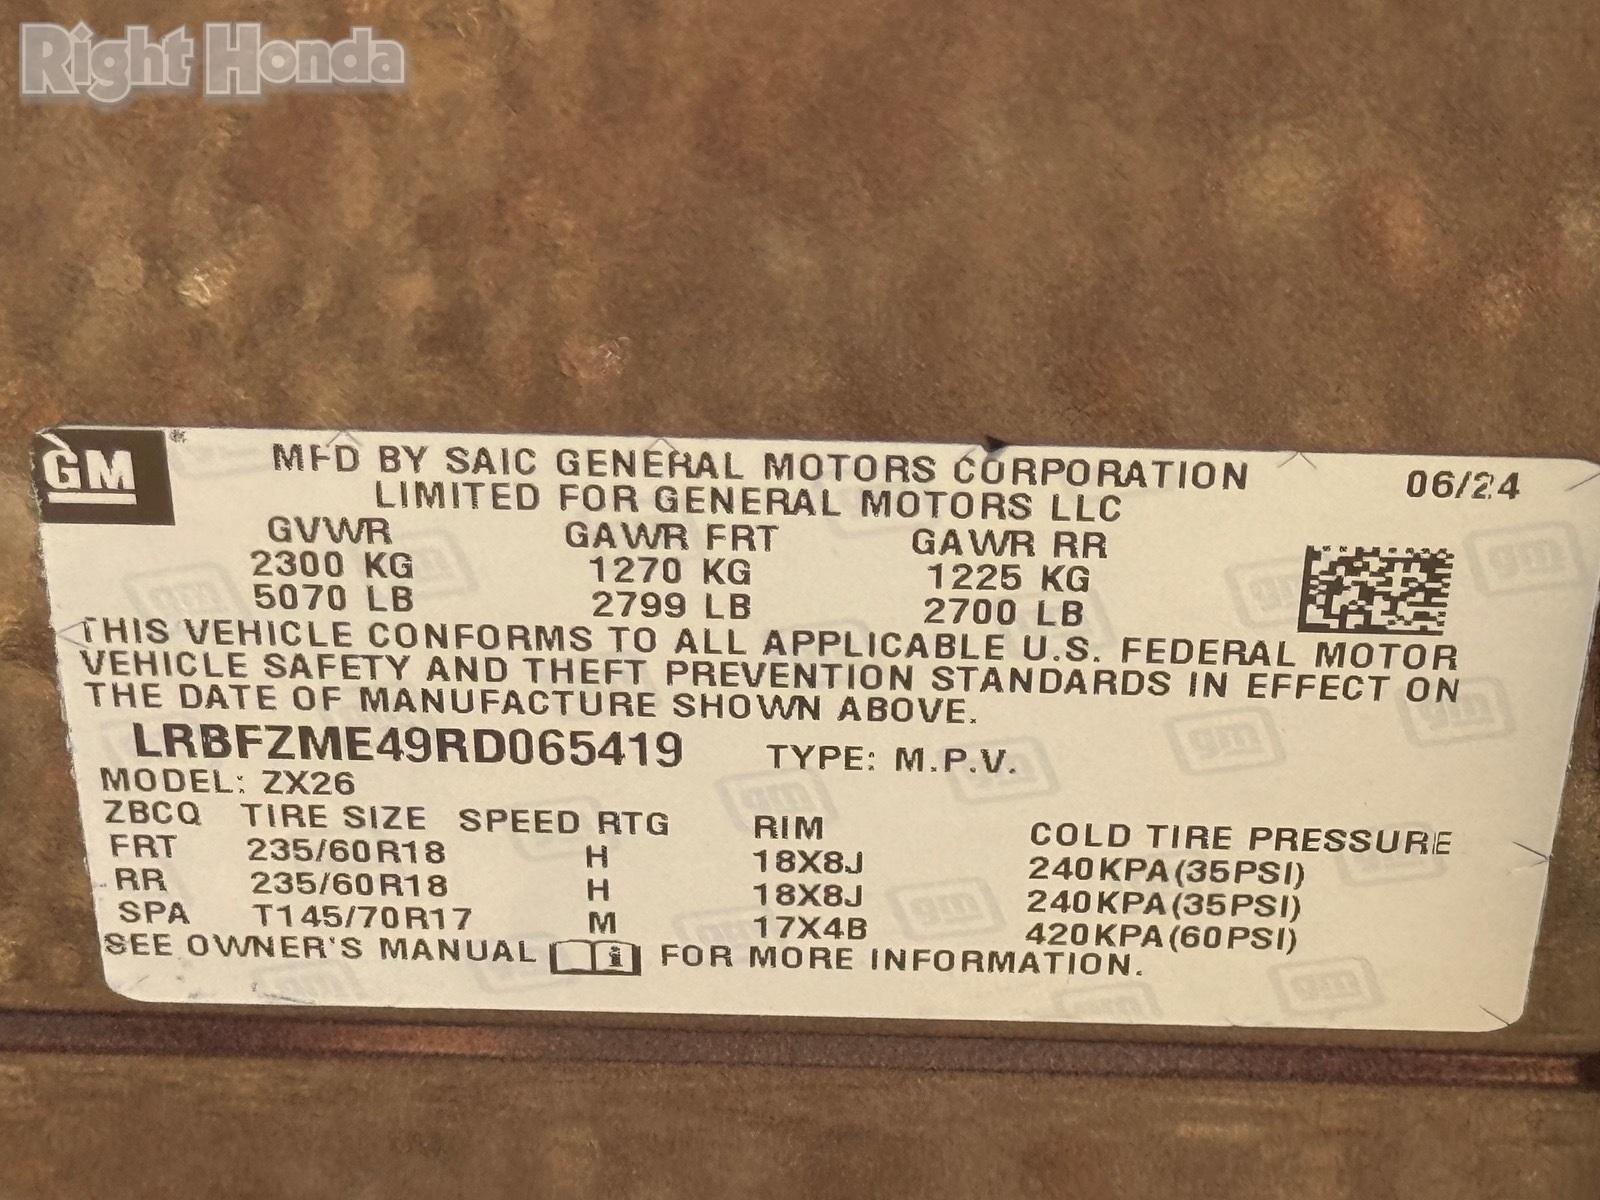 Right Honda
GM
MFD BY SAIC GENERAL MOTORS CORPORATION 06/24
LIMITED FOR GENERAL MOTORS LLC
GVWR GAWR FRT GAWR RR
2300 KG 1270 KG 1225 KG
5070 LB 2799 LB 2700 LB
THIS VEHICLE CONFORMS TO ALL APPLICABLE U.S. FEDERAL MOTOR
VEHICLE SAFETY AND THEFT PREVENTION STANDARDS IN EFFECT ON
THE DATE OF MANUFACTURE SHOWN ABOVE.
LRBFZME49RD065419 TYPE: M.P.V.
MODEL: ZX26
ZBCQ TIRE SIZE SPEED RTG RIM COLD TIRE PRESSURE
FRT 235/60R18 H 18X8J 240KPA(35PSI)
RR 235/60R18 H 18X8J 240KPA(35PSI)
SPA T145/70R17 M 17X4B 420KPA(60PSI)
SEE OWNER'S MANUAL i FOR MORE INFORMATION.